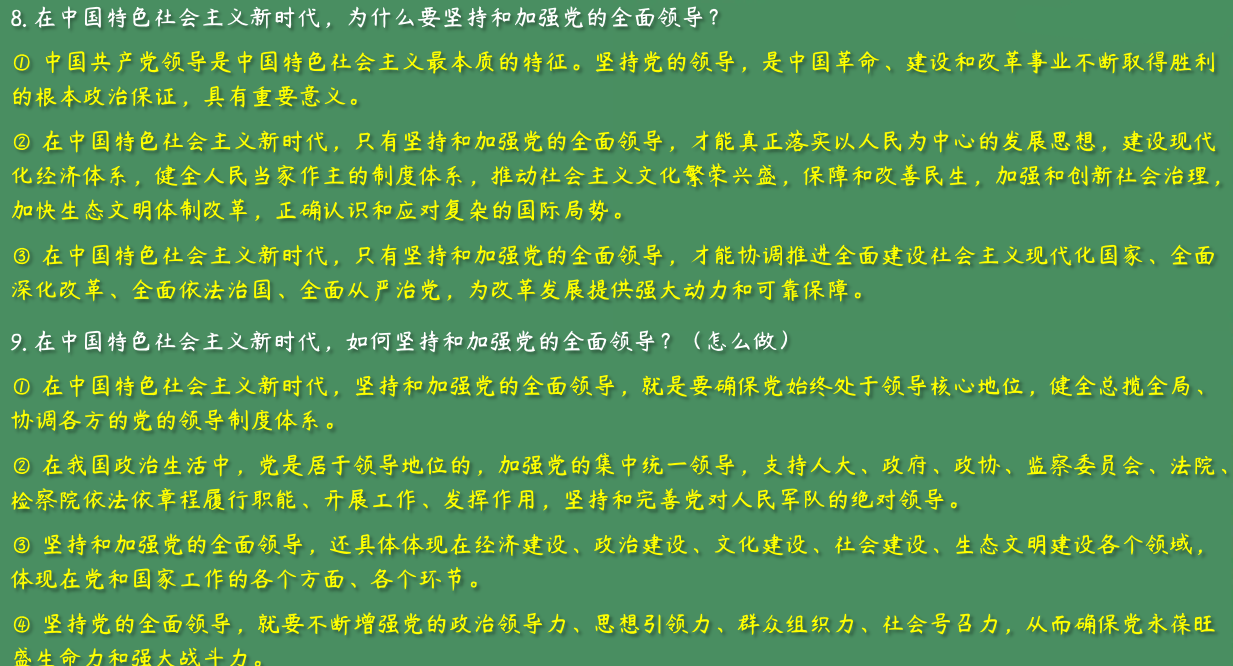 8. 在中国特色社会主义新时代，为什么要坚持和加强党的全面领导？
① 中国共产党领导是中国特色社会主义最本质的特征。坚持党的领导，是中国革命、建设和改革事业不断取得胜利
的根本政治保证，具有重要意义。
② 在中国特色社会主义新时代，只有坚持和加强党的全面领导，才能真正落实以人民为中心的发展思想，建设现代
化经济体系，健全人民当家作主的制度体系，推动社会主义文化繁荣兴盛，保障和改善民生，加强和创新社会治理，
加快生态文明体制改革，正确认识和应对复杂的国际局势。
③ 在中国特色社会主义新时代，只有坚持和加强党的全面领导，才能协调推进全面建设社会主义现代化国家、全面
深化改革、全面依法治国、全面从严治党，为改革发展提供强大动力和可靠保障。
9. 在中国特色社会主义新时代，如何坚持和加强党的全面领导？（怎么做）
① 在中国特色社会主义新时代，坚持和加强党的全面领导，就是要确保党始终处于领导核心地位，健全总揽全局、
协调各方的党的领导制度体系。
② 在我国政治生活中，党是居于领导地位的，加强党的集中统一领导，支持人大、政府、政协、监察委员会、法院、
检察院依法依章程履行职能、开展工作、发挥作用，坚持和完善党对人民军队的绝对领导。
③ 坚持和加强党的全面领导，还具体体现在经济建设、政治建设、文化建设、社会建设、生态文明建设各个领域，
体现在党和国家工作的各个方面、各个环节。
④ 坚持党的全面领导，就要不断增强党的政治领导力、思想引领力、群众组织力、社会号召力，从而确保党永葆旺
盛生命力和强大战斗力。